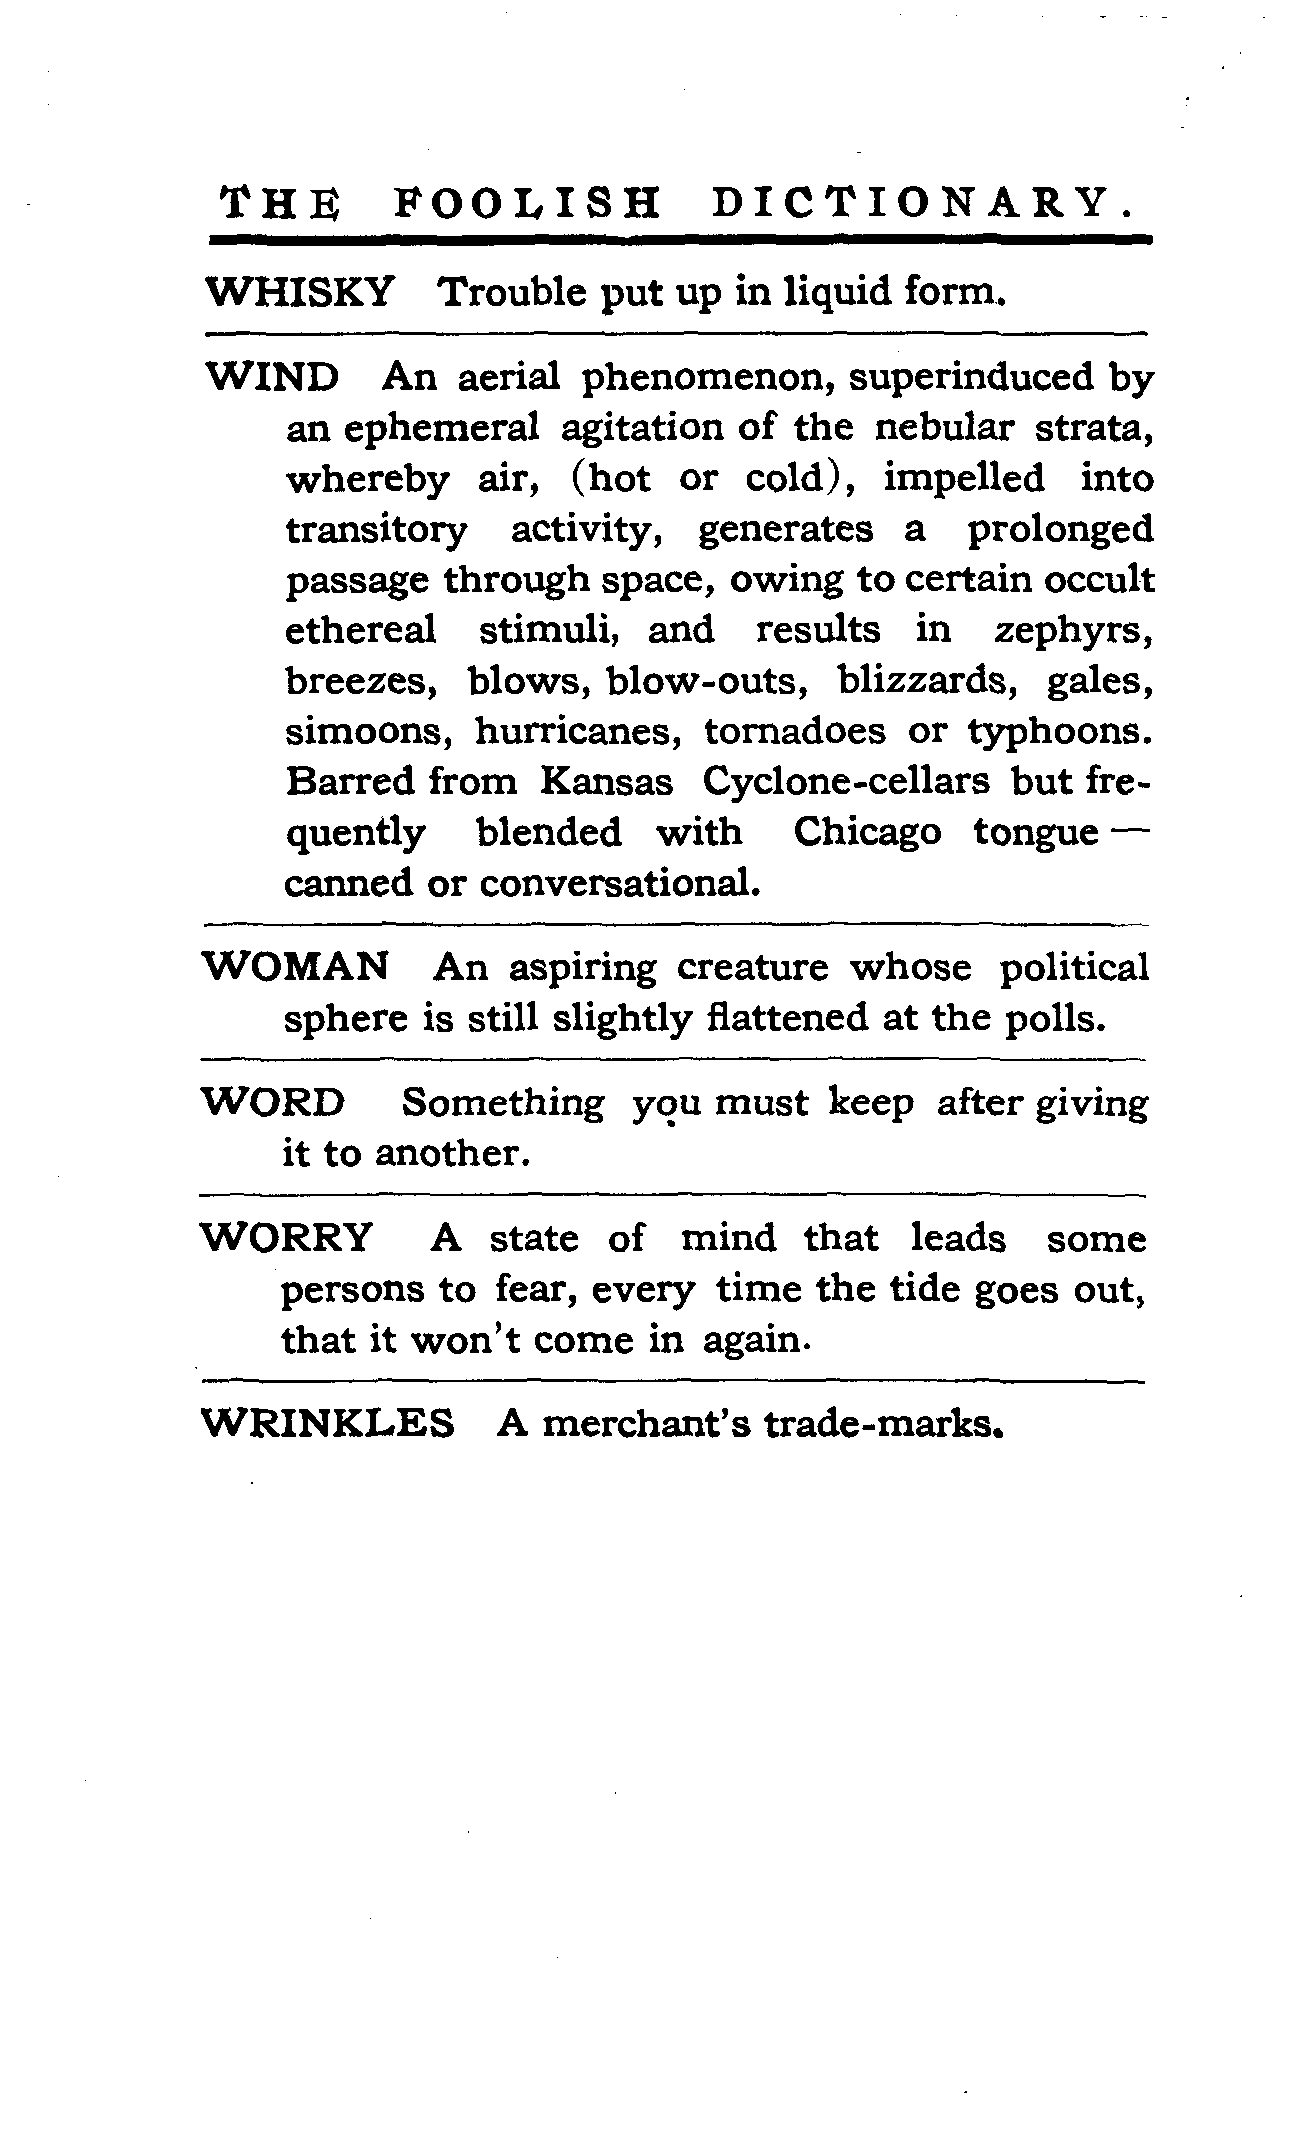 THE FOOLISH DICTIONARY.
WHISKY Trouble put up in liquid form.
WIND An aerial phenomenon, superinduced by
an ephemeral agitation of the nebular strata,
whereby air, (hot or cold), impelled into
transitory activity, generates a prolonged
passage through space, owing to certain occult
ethereal stimuli, and results in zephyrs,
breezes, blows, blow-outs, blizzards, gales,
simoons, hurricanes, tornadoes or typhoons.
Barred from Kansas Cyclone-cellars but fre-
quently blended with Chicago tongue —
canned or conversational.
WOMAN An aspiring creature whose political
sphere is still slightly flattened at the polls.
WORD Something you must keep after giving
it to another.
WORRY A state of mind that leads some
persons to fear, every time the tide goes out,
that it won't come in again.
WRINKLES A merchant's trade-marks.